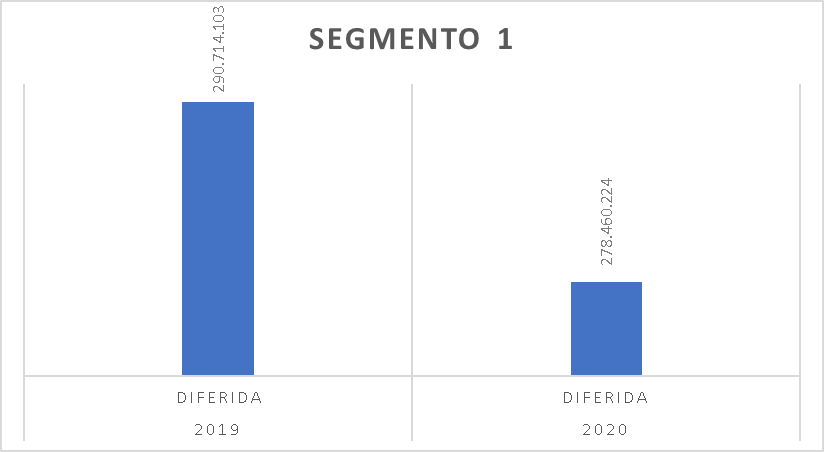 SEGMENTO 1
290.714.103
278.460.224
DIFERIDA
DIFERIDA
2019
2020